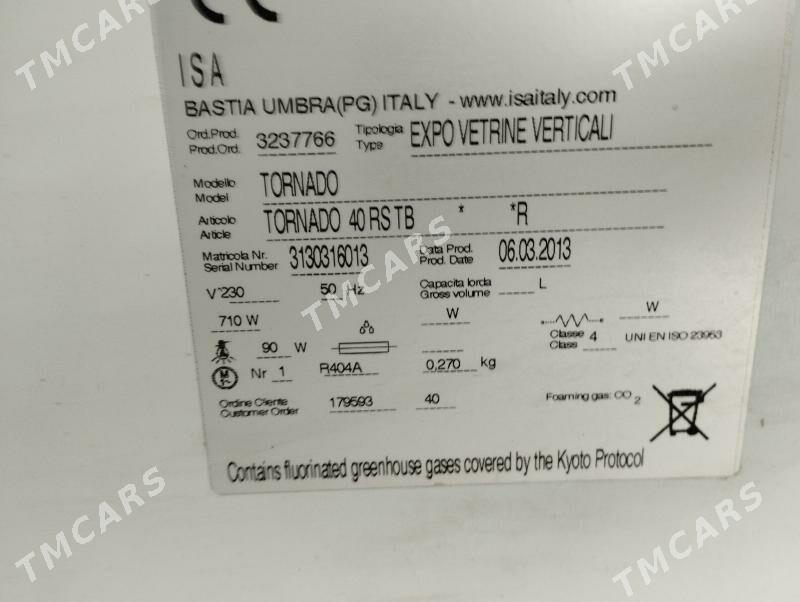 CE
ISA
BASTIA UMBRA(PG) ITALY - www.isaitaly.com
Ord.Prod. Prod.Ord. 3237766 Tipologia Type EXPO VETRINE VERTICALI
Modello Model TORNADO
Articolo Article TORNADO 40 RS TB * *R
Matricola Nr. Serial Number 3130316013 Data Prod. Prod. Date 06.03.2013
V~230 50 Hz Capacita lorda Gross volume L
710 W W W
Classe Class 4 UNI EN ISO 23953
90 W
Nr 1 R404A 0,270 kg
Ordine Cliente Customer Order 179593 40 Foaming gas: CO2
Contains fluorinated greenhouse gases covered by the Kyoto Protocol
TMCARS
TMCARS
TMCARS
TMCARS
TMCARS
TMCARS